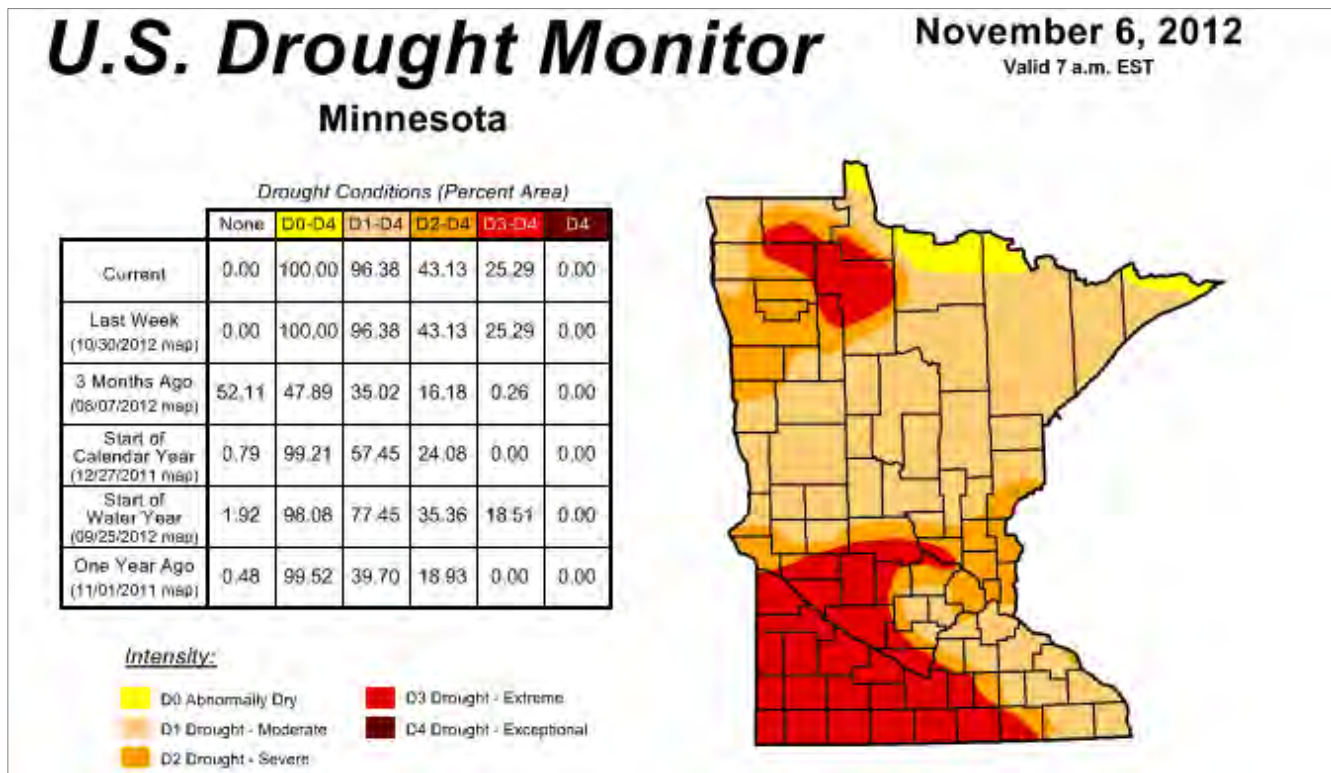 U.S. Drought Monitor
November 6, 2012
Valid 7 a.m. EST
Minnesota
Drought Conditions (Percent Area)
None D0-D4 D1-D4 D2-D4 D3-D4 D4
Current 0.00 100.00 96.38 43.13 25.29 0.00
Last Week
(10/30/2012 map) 0.00 100.00 96.38 43.13 25.29 0.00
3 Months Ago
(08/07/2012 map) 52.11 47.89 35.02 16.18 0.26 0.00
Start of
Calendar Year
(12/27/2011 map) 0.79 99.21 57.45 24.08 0.00 0.00
Start of
Water Year
(09/25/2012 map) 1.92 98.08 77.45 35.36 18.51 0.00
One Year Ago
(11/01/2011 map) 0.48 99.52 39.70 18.93 0.00 0.00
Intensity:
D0 Abnormally Dry
D1 Drought - Moderate
D2 Drought - Severe
D3 Drought - Extreme
D4 Drought - Exceptional